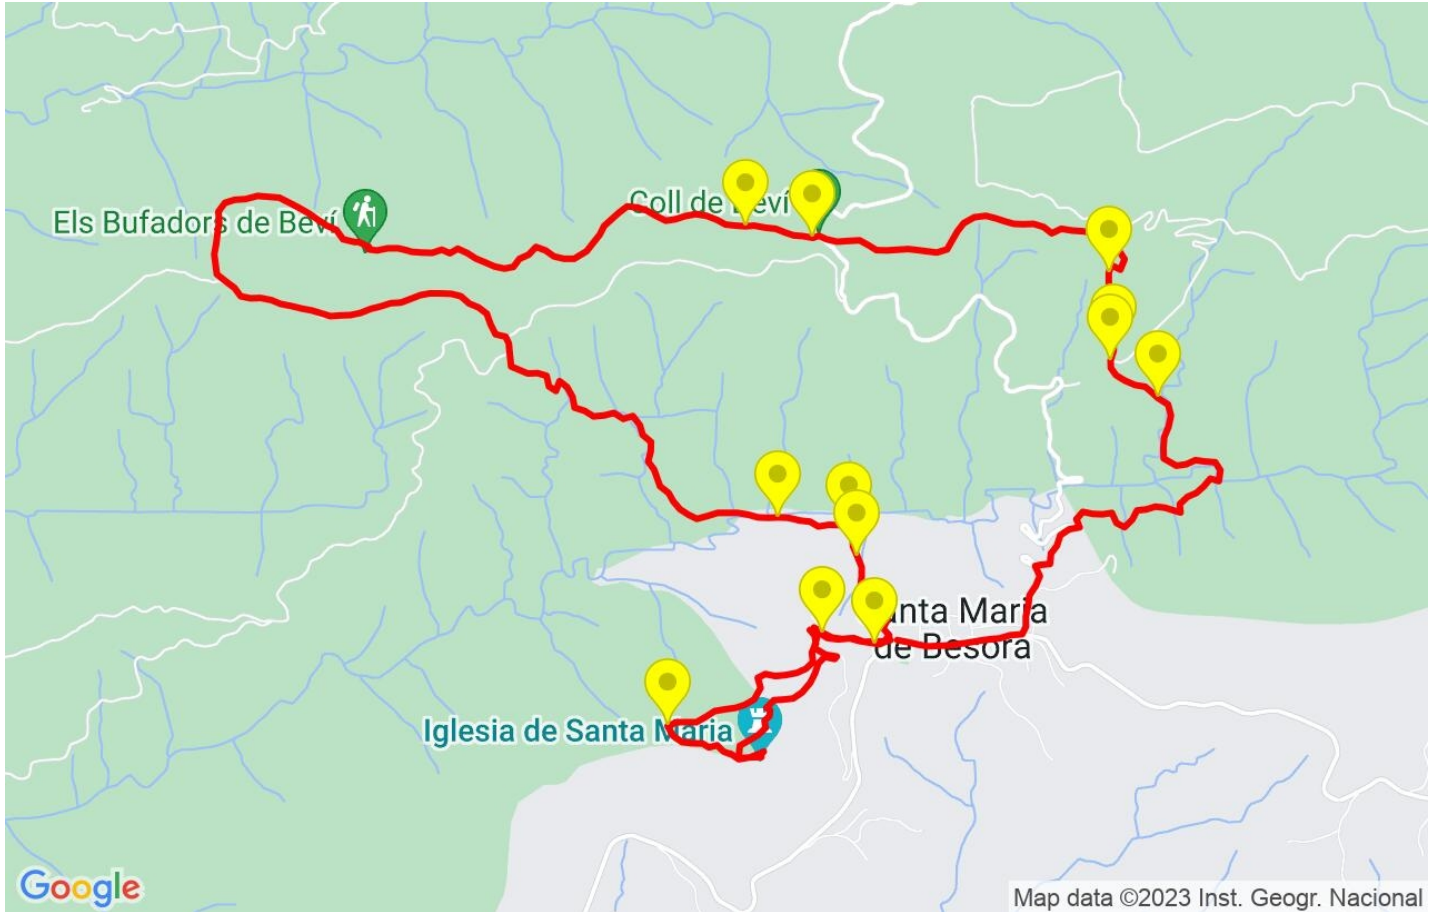 Coll de Beví
Els Bufadors de Beví
anta Maria
de Besora
Iglesia de Santa Maria
Google
Map data ©2023 Inst. Geogr. Nacional